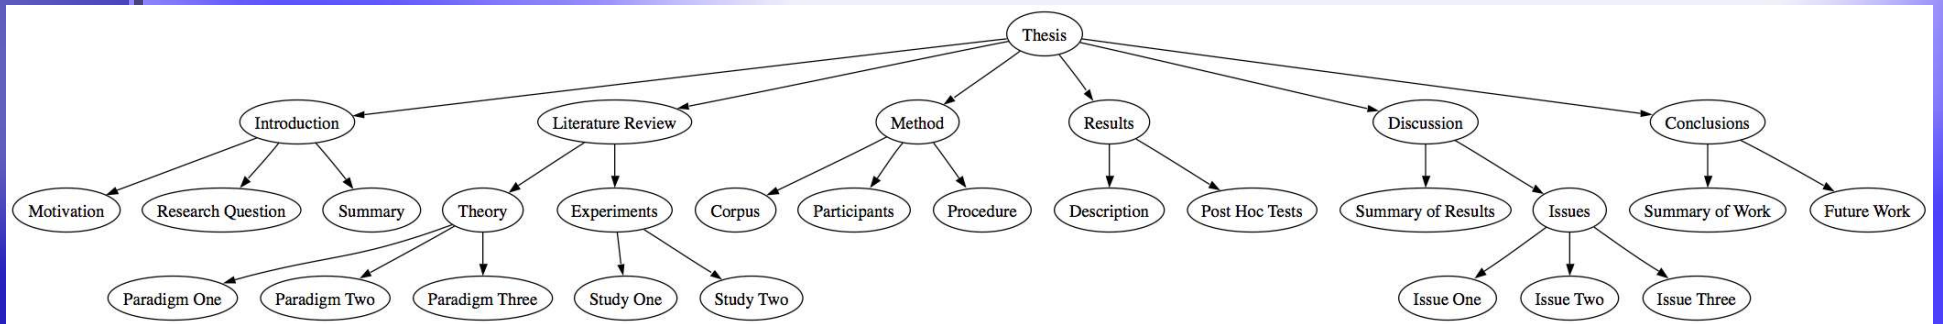 Thesis
Introduction
Literature Review
Method
Results
Discussion
Conclusions
Motivation
Research Question
Summary
Theory
Experiments
Corpus
Participants
Procedure
Description
Post Hoc Tests
Summary of Results
Issues
Summary of Work
Future Work
Paradigm One
Paradigm Two
Paradigm Three
Study One
Study Two
Issue One
Issue Two
Issue Three